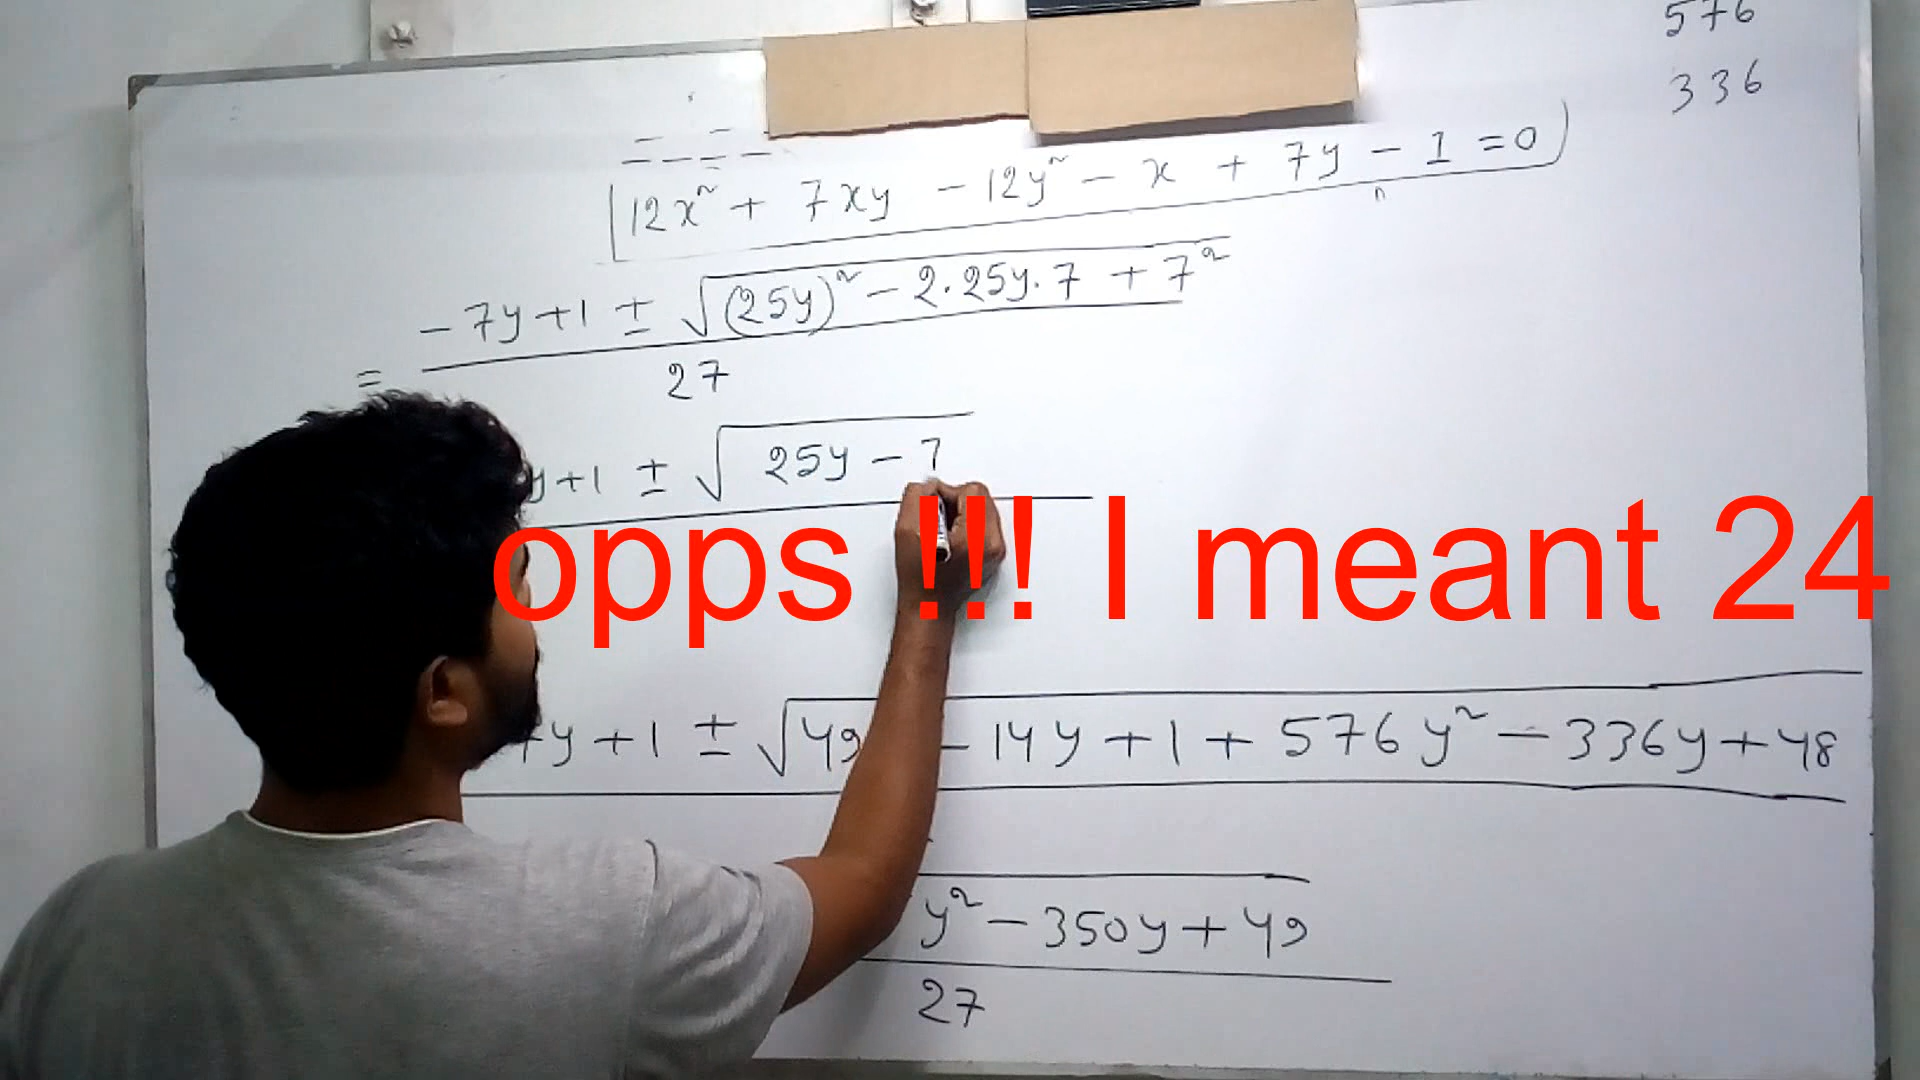 576
336
12x² + 7xy - 12y² - x + 7y - 1 = 0
= -7y+1 ± √(25y)² - 2·25y·7 + 7²
27
y+1 ± √25y - 7
opps !!! I meant 24
7y+1 ± √49 - 14y + 1 + 576y² - 336y + 48
y² - 350y + 49
27